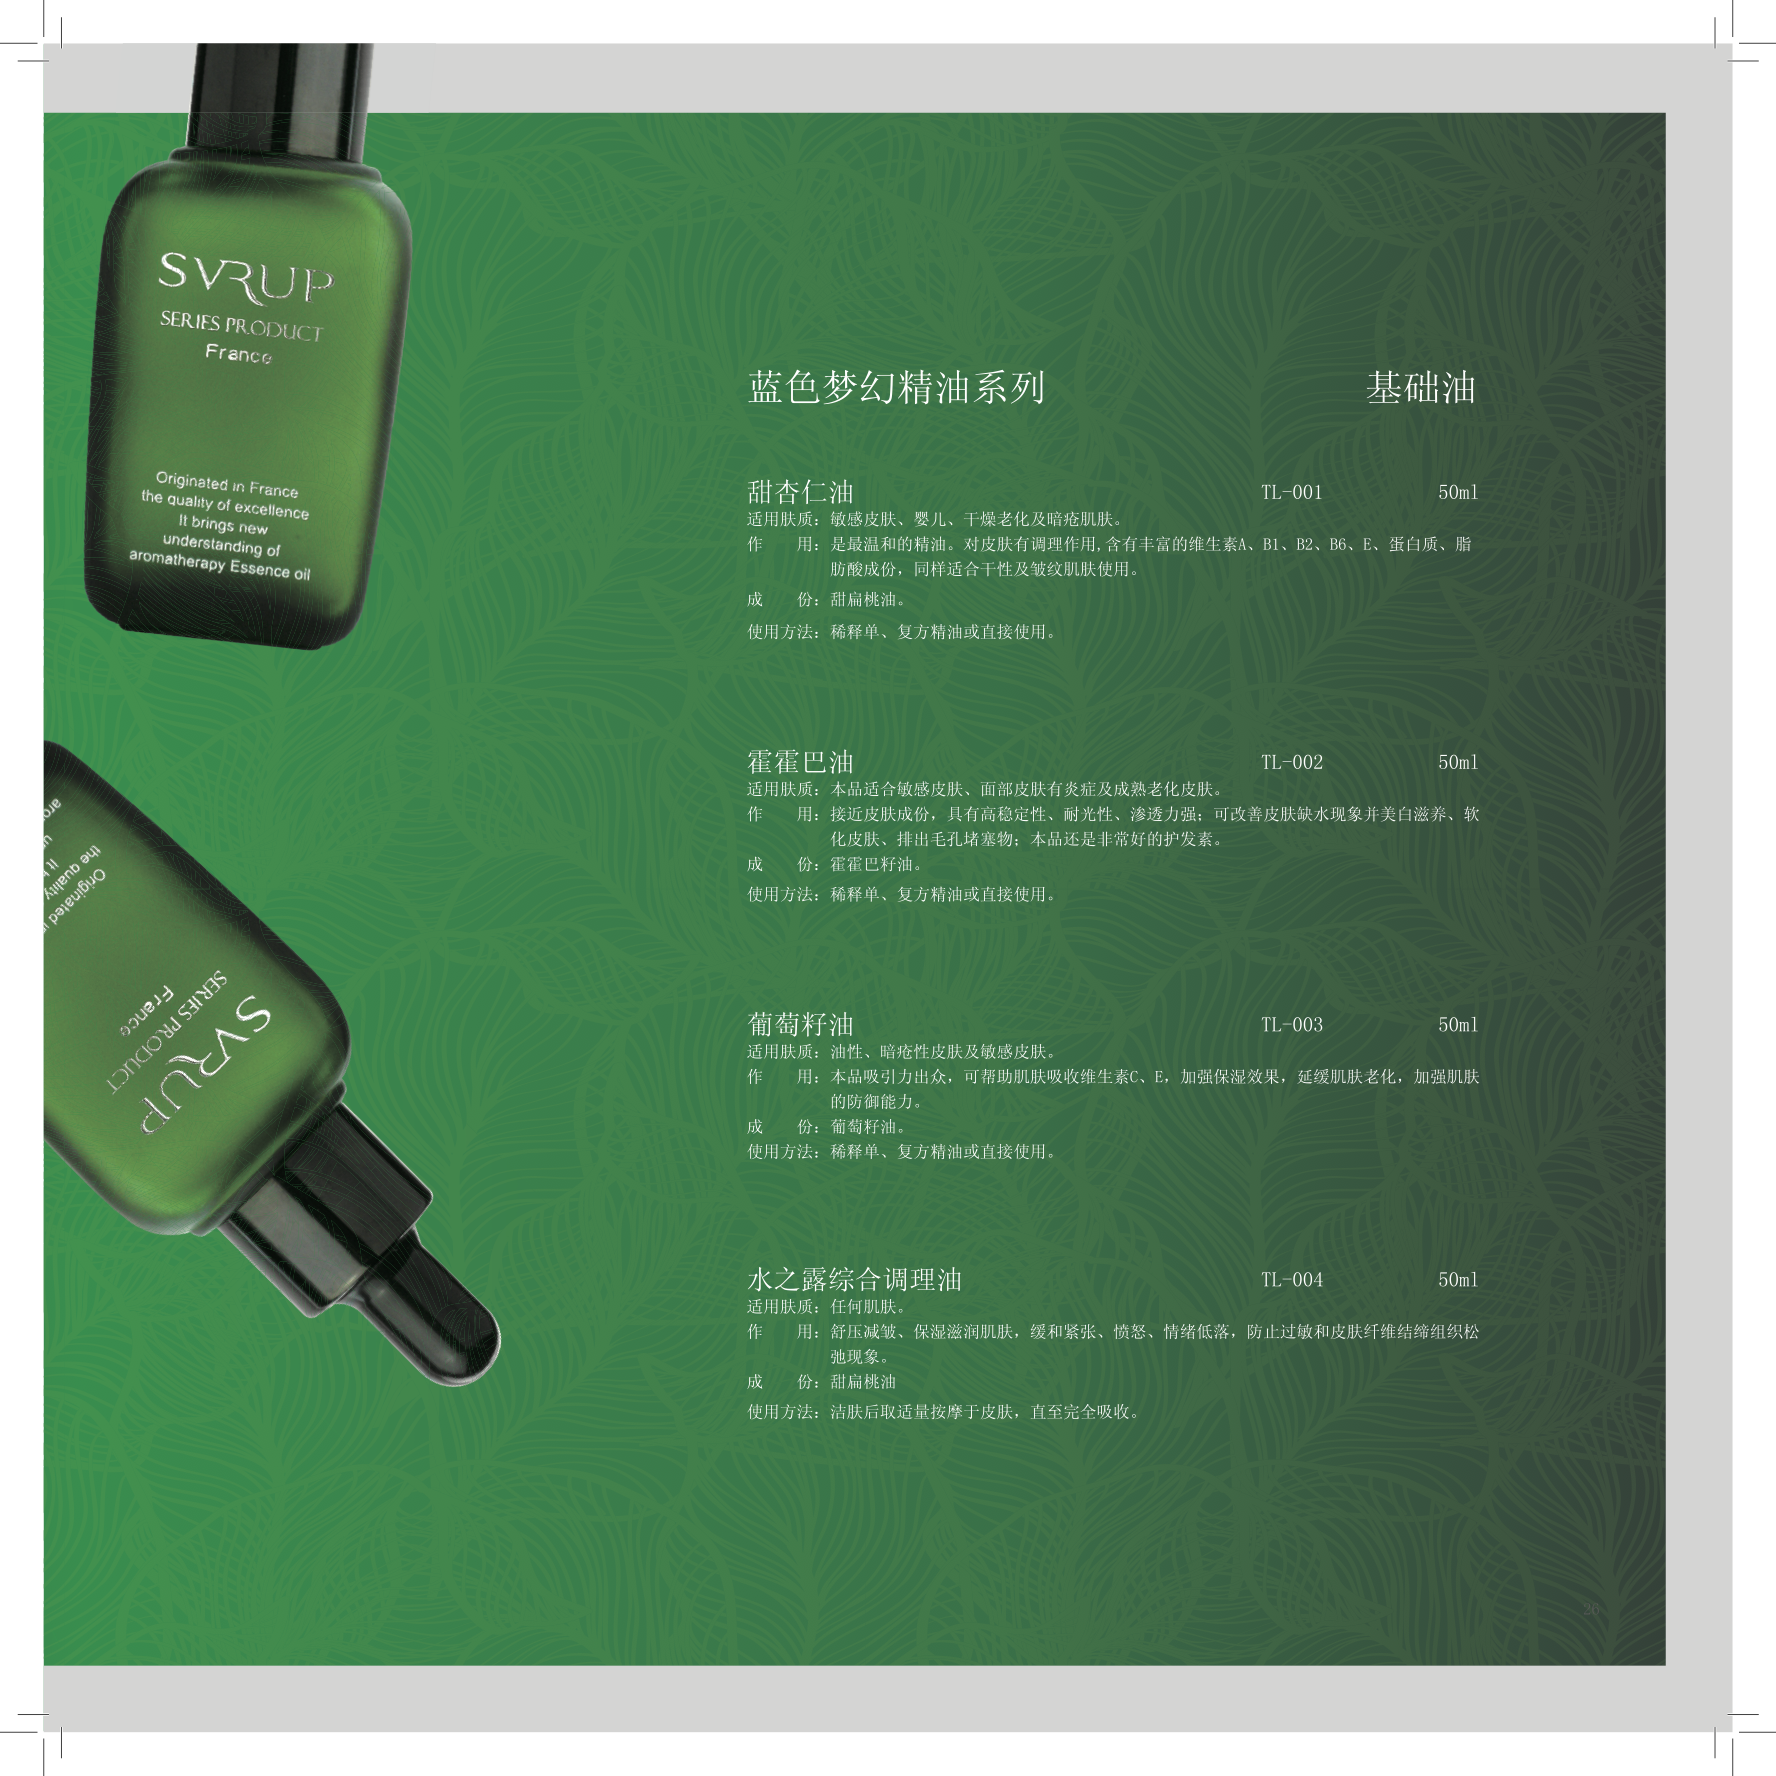 SVRUP
SERIES PRODUCT
France
Originated in France
the quality of excellence
It brings new
understanding of
aromatherapy Essence oil
the quality
Originated
SERIES PRODUCT
France
SVRUP
蓝色梦幻精油系列 基础油
甜杏仁油 TL-001 50ml
适用肤质：敏感皮肤、婴儿、干燥老化及暗疮肌肤。
作 用：是最温和的精油。对皮肤有调理作用,含有丰富的维生素A、B1、B2、B6、E、蛋白质、脂
肪酸成份，同样适合干性及皱纹肌肤使用。
成 份：甜扁桃油。
使用方法：稀释单、复方精油或直接使用。
霍霍巴油 TL-002 50ml
适用肤质：本品适合敏感皮肤、面部皮肤有炎症及成熟老化皮肤。
作 用：接近皮肤成份，具有高稳定性、耐光性、渗透力强；可改善皮肤缺水现象并美白滋养、软
化皮肤、排出毛孔堵塞物；本品还是非常好的护发素。
成 份：霍霍巴籽油。
使用方法：稀释单、复方精油或直接使用。
葡萄籽油 TL-003 50ml
适用肤质：油性、暗疮性皮肤及敏感皮肤。
作 用：本品吸引力出众，可帮助肌肤吸收维生素C、E，加强保湿效果，延缓肌肤老化，加强肌肤
的防御能力。
成 份：葡萄籽油。
使用方法：稀释单、复方精油或直接使用。
水之露综合调理油 TL-004 50ml
适用肤质：任何肌肤。
作 用：舒压减皱、保湿滋润肌肤，缓和紧张、愤怒、情绪低落，防止过敏和皮肤纤维结缔组织松
弛现象。
成 份：甜扁桃油
使用方法：洁肤后取适量按摩于皮肤，直至完全吸收。